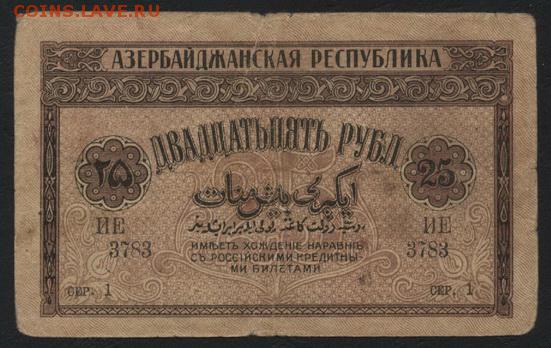 COINS.LAVE.RU
АЗЕРБАЙДЖАНСКАЯ РЕСПУБЛИКА
ДВАДЦАТЬПЯТЬ РУБЛ
٢۵ 25
ИЕ ИЕ
3783 3783
ИМѢЕТЪ ХОЖДЕНІЕ НАРАВНѢ
СЪ РОССІЙСКИМИ КРЕДИТНЫ-
МИ БИЛЕТАМИ
СЕР. 1 СЕР. 1